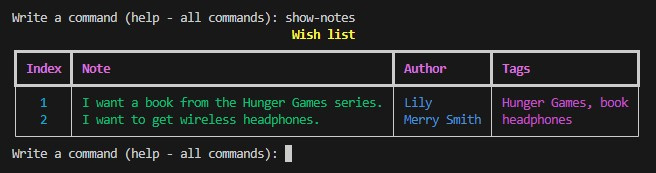 Write a command (help - all commands): show-notes
Wish list
Index Note Author Tags
1 I want a book from the Hunger Games series. Lily Hunger Games, book
2 I want to get wireless headphones. Merry Smith headphones
Write a command (help - all commands):